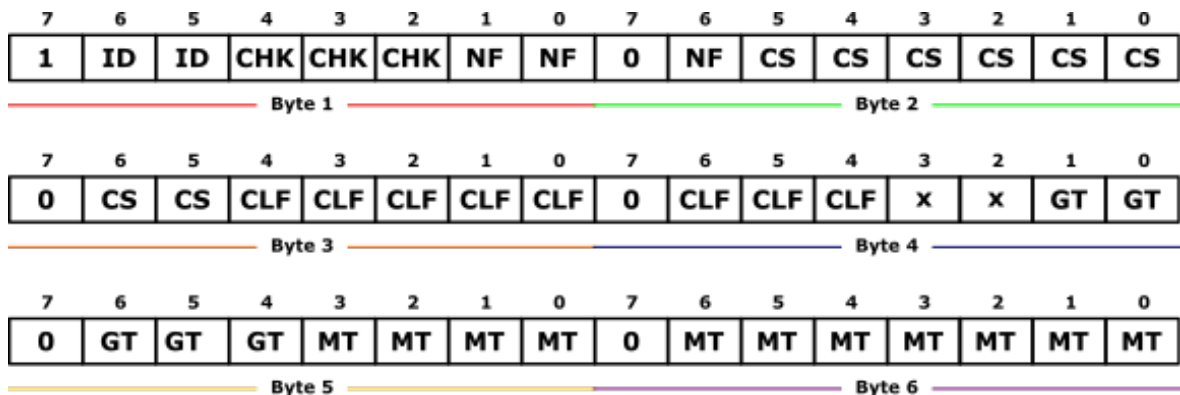 7 6 5 4 3 2 1 0 7 6 5 4 3 2 1 0
1 ID ID CHK CHK CHK NF NF 0 NF CS CS CS CS CS CS
Byte 1 Byte 2
7 6 5 4 3 2 1 0 7 6 5 4 3 2 1 0
0 CS CS CLF CLF CLF CLF CLF 0 CLF CLF CLF x x GT GT
Byte 3 Byte 4
7 6 5 4 3 2 1 0 7 6 5 4 3 2 1 0
0 GT GT GT MT MT MT MT 0 MT MT MT MT MT MT MT
Byte 5 Byte 6